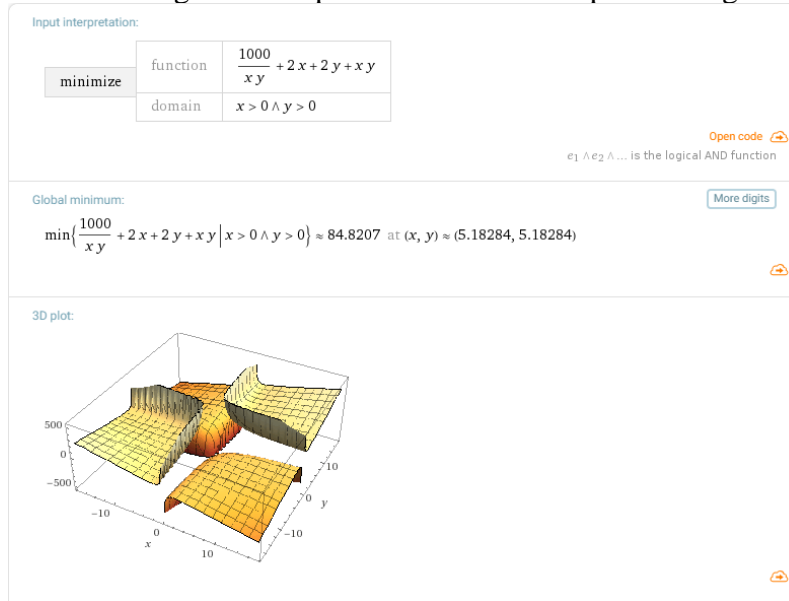 Input interpretation:
minimize
function
1000/(x y) + 2 x + 2 y + x y
domain
x > 0 ∧ y > 0
Open code
e₁ ∧ e₂ ∧ … is the logical AND function
Global minimum:
More digits
min{1000/(x y) + 2 x + 2 y + x y | x > 0 ∧ y > 0} ≈ 84.8207 at (x, y) ≈ (5.18284, 5.18284)
3D plot:
500
0
−500
−10
0
10
x
10
0
−10
y